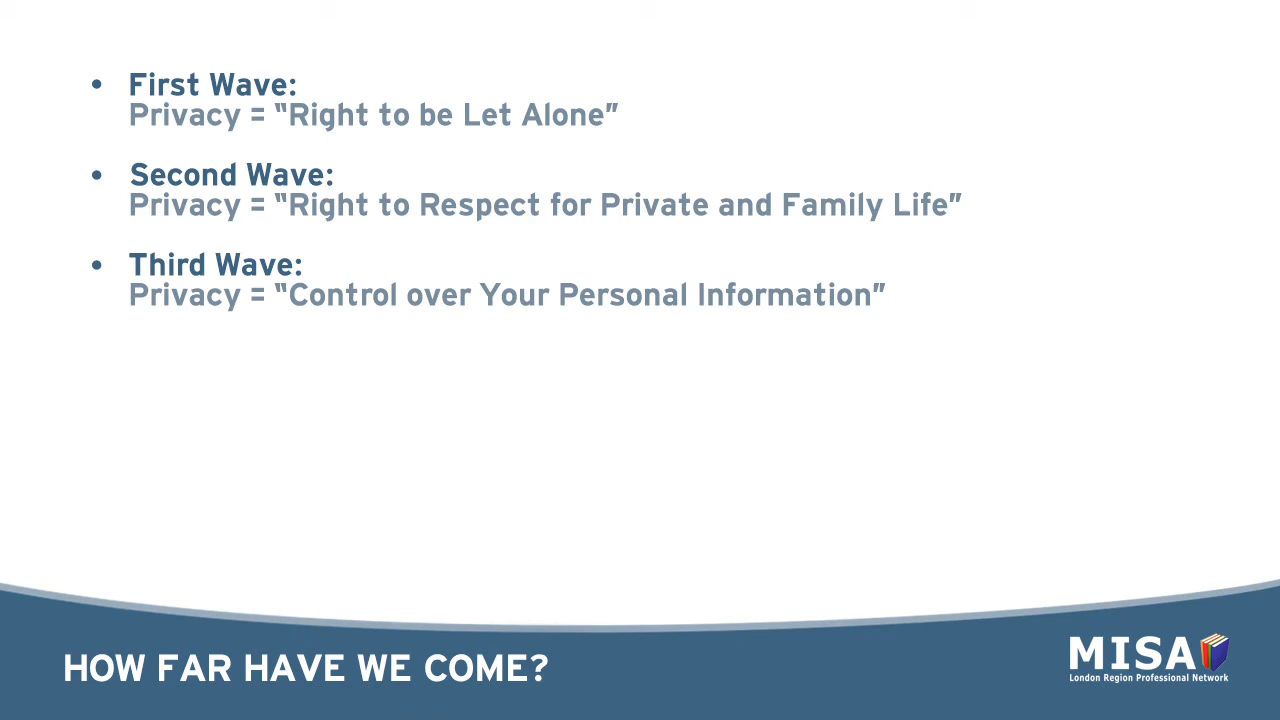 • First Wave:
Privacy = “Right to be Let Alone”
• Second Wave:
Privacy = “Right to Respect for Private and Family Life”
• Third Wave:
Privacy = “Control over Your Personal Information”
HOW FAR HAVE WE COME?
MISA
London Region Professional Network